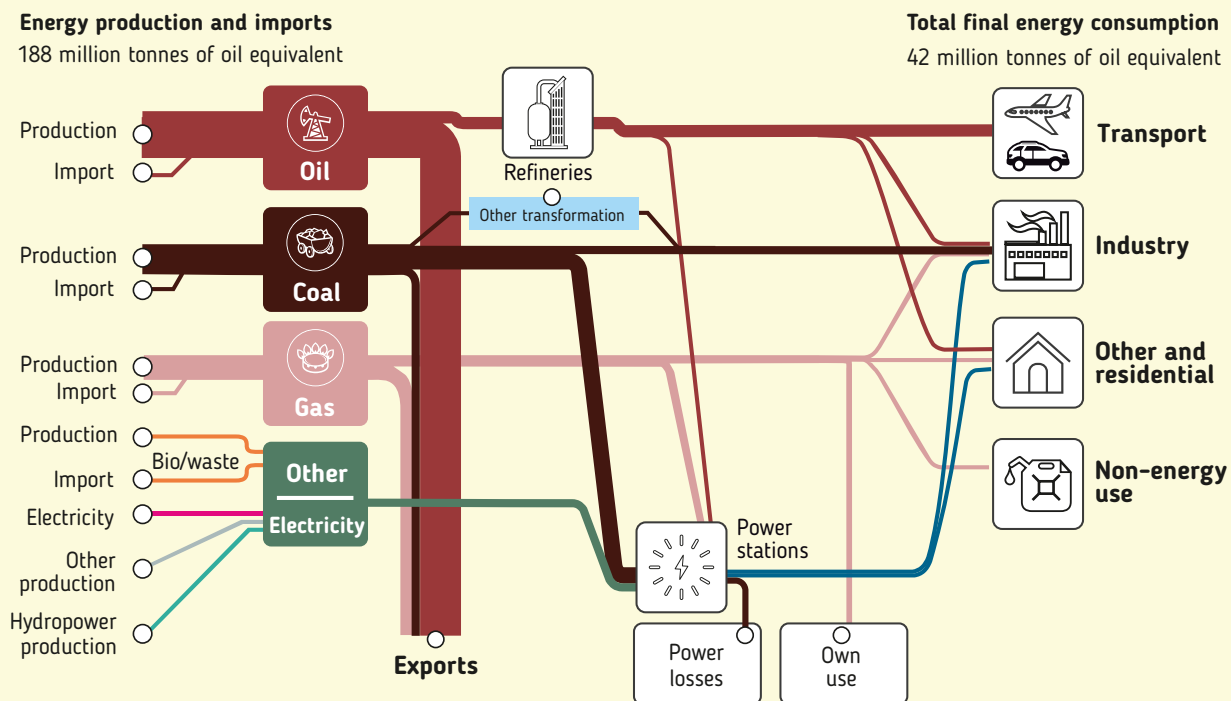 Energy production and imports
188 million tonnes of oil equivalent
Total final energy consumption
42 million tonnes of oil equivalent
Production
Import
Oil
Refineries
Other transformation
Transport
Production
Import
Coal
Industry
Production
Import
Gas
Other and
residential
Production
Bio/waste
Import
Electricity
Other
production
Hydropower
production
Other
Electricity
Non-energy
use
Power
stations
Exports
Power
losses
Own
use